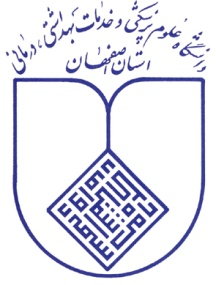 دانشگاه علوم پزشکی و خدمات بهداشتی، درمانی
استان اصفهان